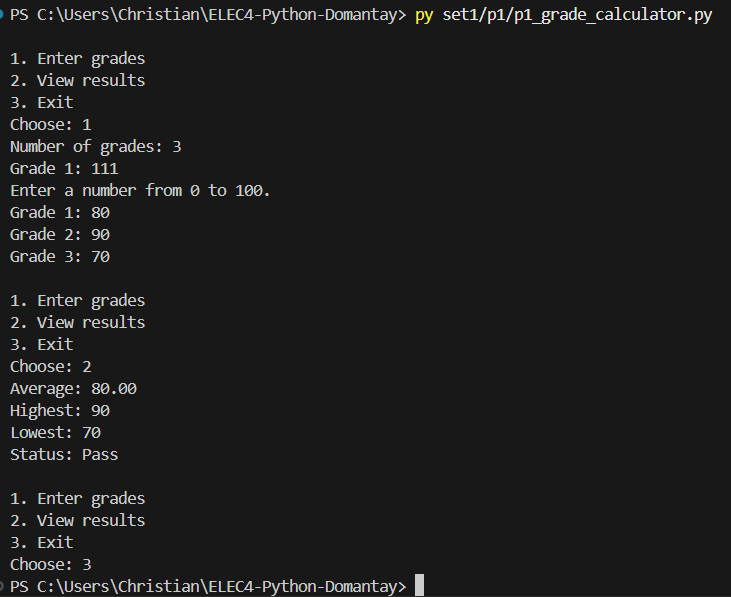 PS C:\Users\Christian\ELEC4-Python-Domantay> py set1/p1/p1_grade_calculator.py
1. Enter grades
2. View results
3. Exit
Choose: 1
Number of grades: 3
Grade 1: 111
Enter a number from 0 to 100.
Grade 1: 80
Grade 2: 90
Grade 3: 70
1. Enter grades
2. View results
3. Exit
Choose: 2
Average: 80.00
Highest: 90
Lowest: 70
Status: Pass
1. Enter grades
2. View results
3. Exit
Choose: 3
PS C:\Users\Christian\ELEC4-Python-Domantay>